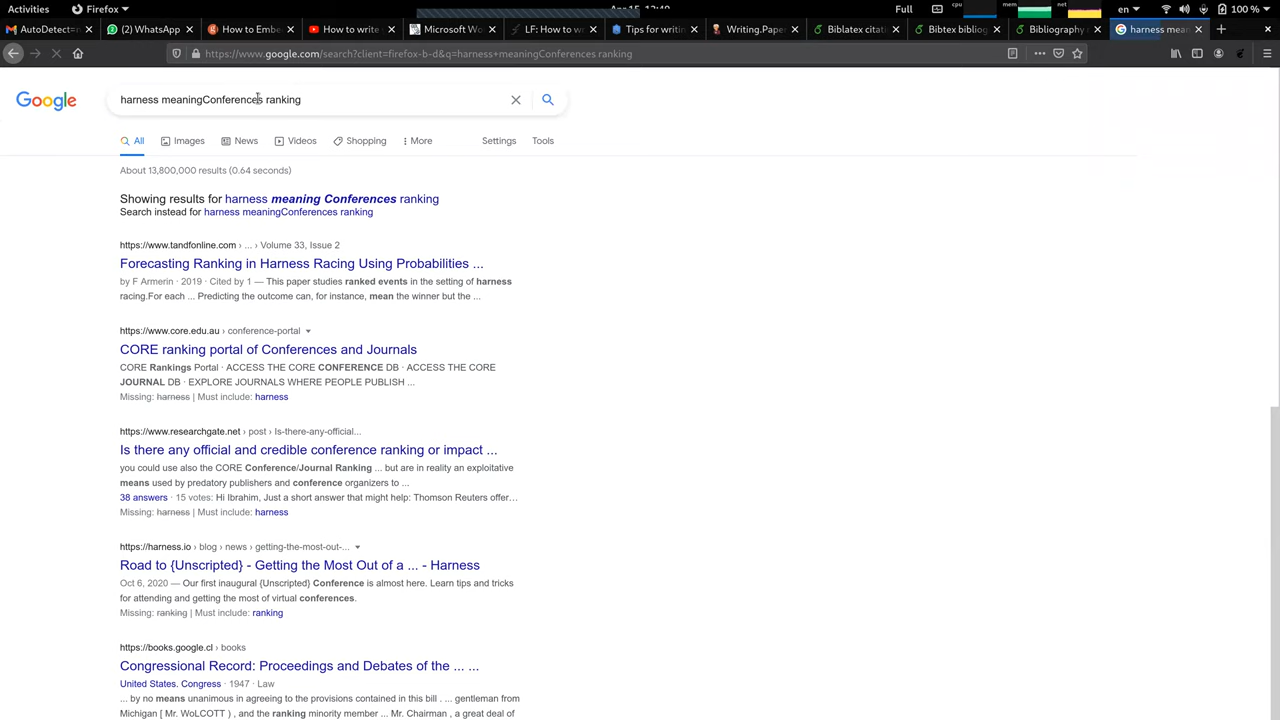 Activities Firefox Apr 15 12:49 Full cpu mem net en 100 %
AutoDetect=n (2) WhatsApp How to Embe How to write Microsoft Wo LF: How to w Tips for writin Writing.Pape Biblatex citati Bibtex bibliog Bibliography harness mean
https://www.google.com/search?client=firefox-b-d&q=harness+meaningConferences ranking
Google
harness meaningConferences ranking
All Images News Videos Shopping More Settings Tools
About 13,800,000 results (0.64 seconds)
Showing results for harness meaning Conferences ranking
Search instead for harness meaningConferences ranking
https://www.tandfonline.com › ... › Volume 33, Issue 2
Forecasting Ranking in Harness Racing Using Probabilities ...
by F Armerin · 2019 · Cited by 1 — This paper studies ranked events in the setting of harness
racing.For each ... Predicting the outcome can, for instance, mean the winner but the ...
https://www.core.edu.au › conference-portal
CORE ranking portal of Conferences and Journals
CORE Rankings Portal · ACCESS THE CORE CONFERENCE DB · ACCESS THE CORE
JOURNAL DB · EXPLORE JOURNALS WHERE PEOPLE PUBLISH ...
Missing: harness | Must include: harness
https://www.researchgate.net › post › Is-there-any-official...
Is there any official and credible conference ranking or impact ...
you could use also the CORE Conference/Journal Ranking ... but are in reality an exploitative
means used by predatory publishers and conference organizers to ...
38 answers · 15 votes: Hi Ibrahim, Just a short answer that might help: Thomson Reuters offer...
Missing: harness | Must include: harness
https://harness.io › blog › news › getting-the-most-out-...
Road to {Unscripted} - Getting the Most Out of a ... - Harness
Oct 6, 2020 — Our first inaugural {Unscripted} Conference is almost here. Learn tips and tricks
for attending and getting the most of virtual conferences.
Missing: ranking | Must include: ranking
https://books.google.cl › books
Congressional Record: Proceedings and Debates of the ... ...
United States. Congress · 1947 · Law
... by no means unanimous in agreeing to the provisions contained in this bill . ... gentleman from
Michigan [ Mr. WoLCOTT ) , and the ranking minority member ... Mr. Chairman , a great deal of